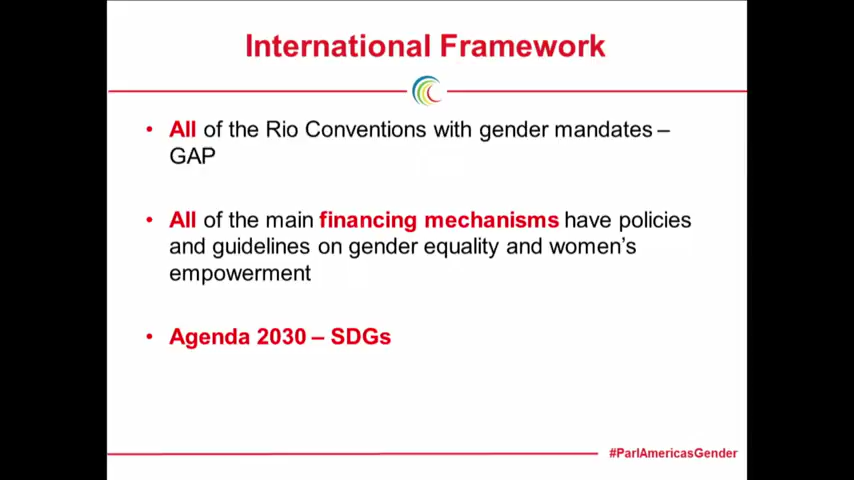 International Framework
• All of the Rio Conventions with gender mandates –
GAP
• All of the main financing mechanisms have policies
and guidelines on gender equality and women’s
empowerment
• Agenda 2030 – SDGs
#ParlAmericasGender